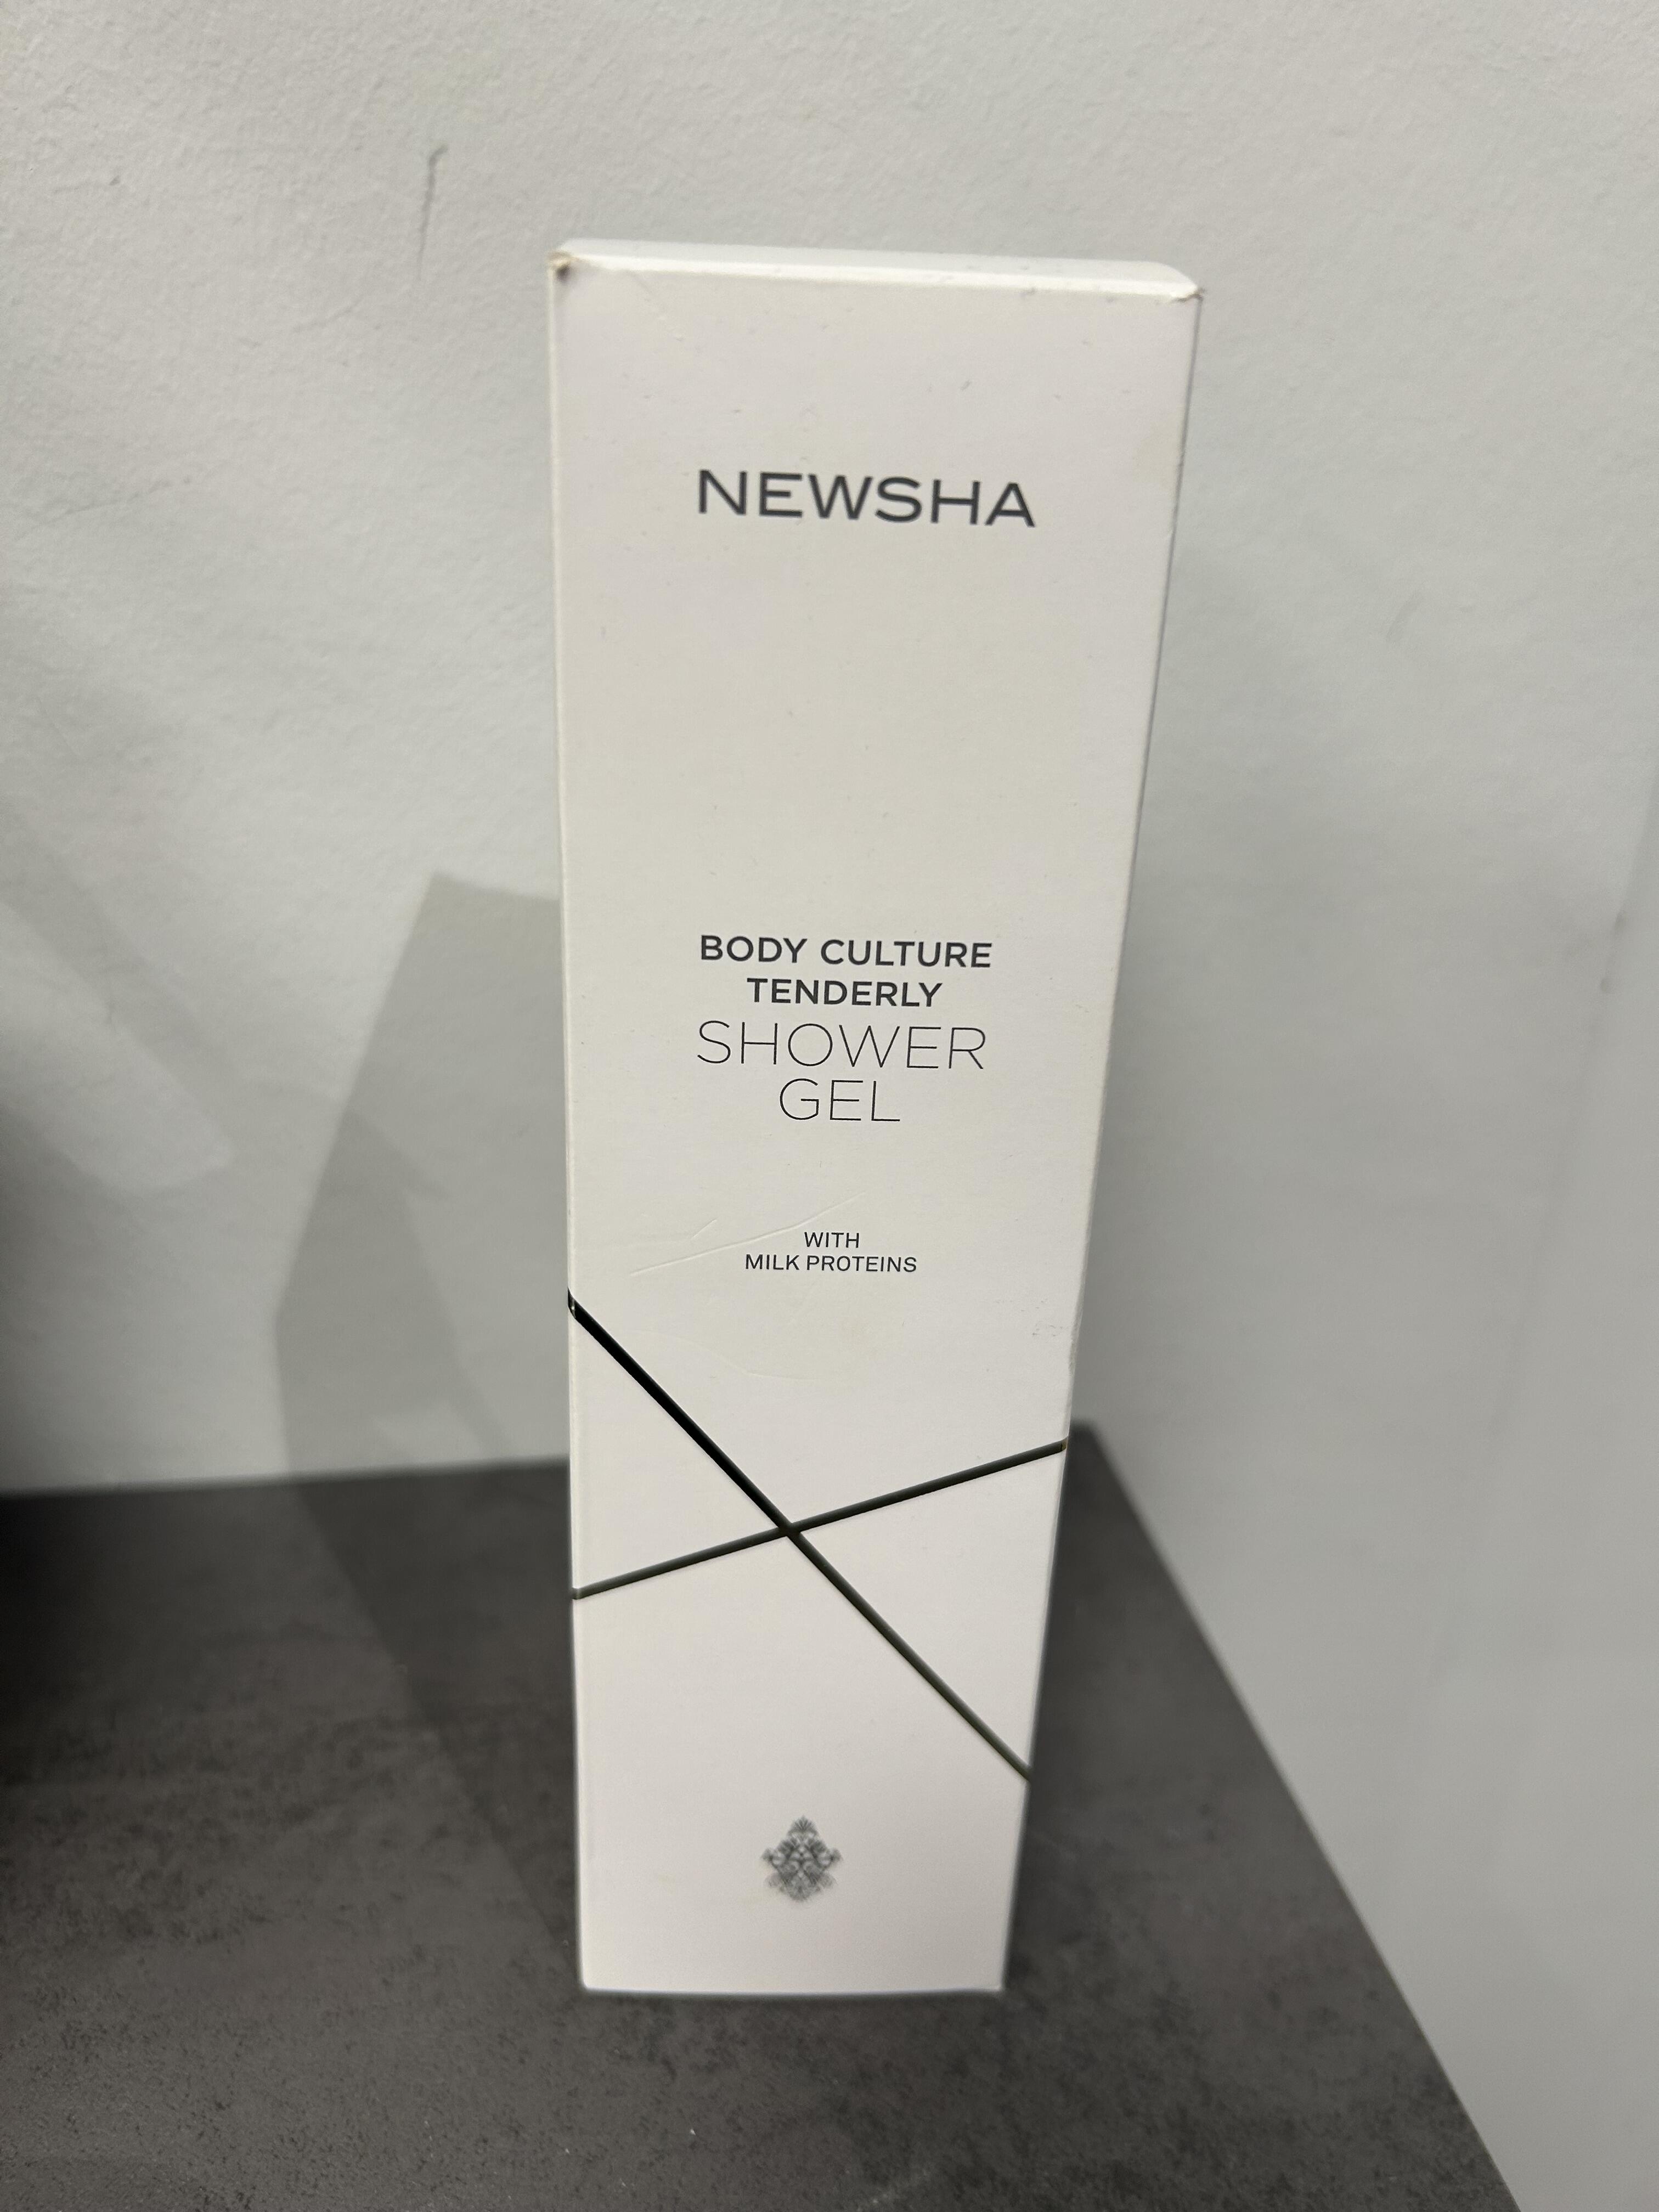 NEWSHA
BODY CULTURE
TENDERLY
SHOWER
GEL
WITH
MILK PROTEINS